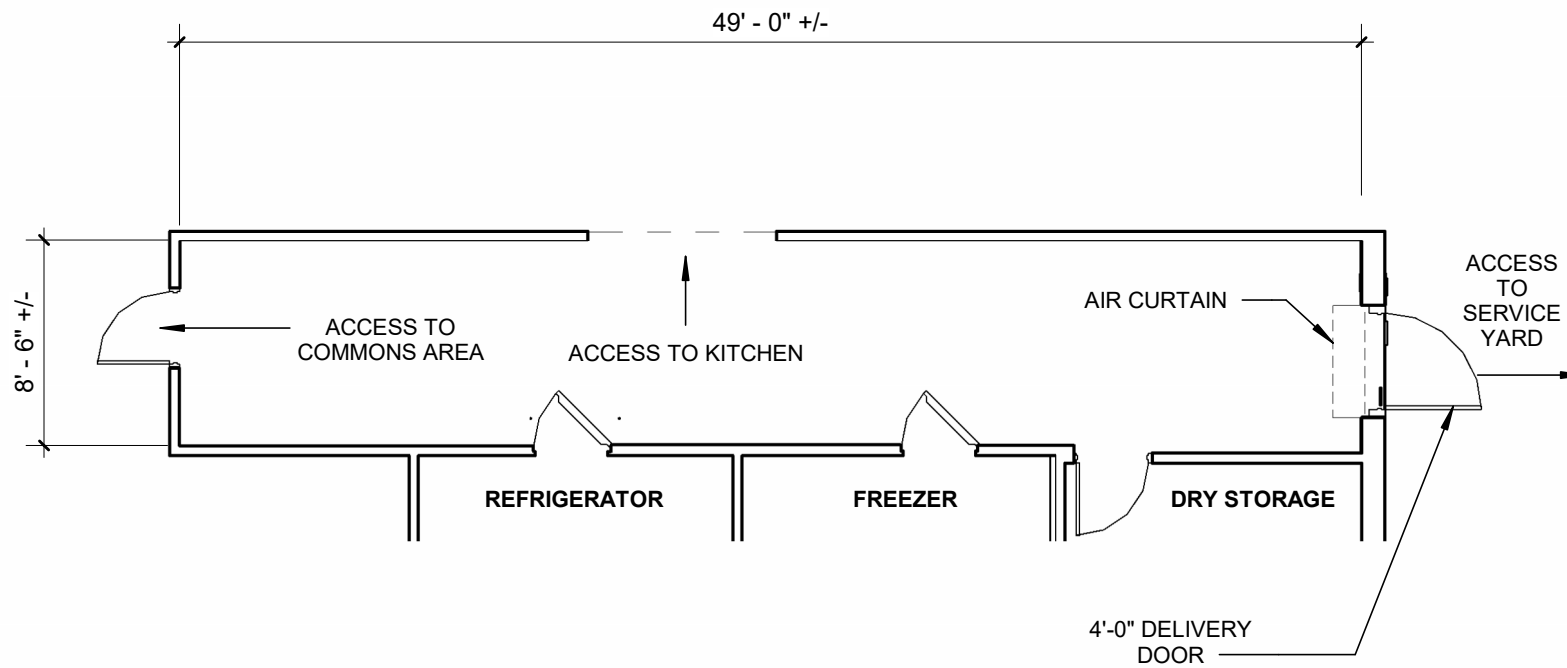 49' - 0" +/-
8' - 6" +/-
ACCESS TO
COMMONS AREA
ACCESS TO KITCHEN
AIR CURTAIN
ACCESS
TO
SERVICE
YARD
REFRIGERATOR
FREEZER
DRY STORAGE
4'-0" DELIVERY
DOOR